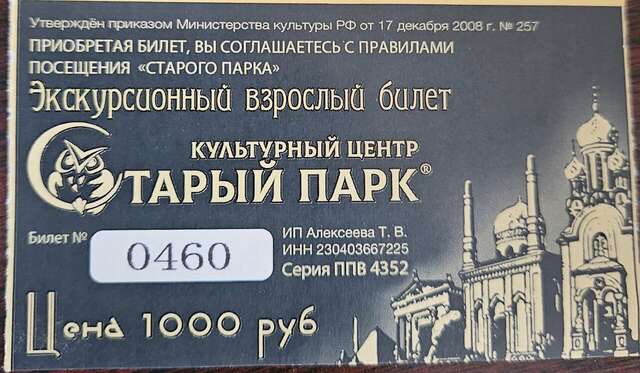 Утверждён приказом Министерства культуры РФ от 17 декабря 2008 г. № 257
ПРИОБРЕТАЯ БИЛЕТ, ВЫ СОГЛАШАЕТЕСЬ С ПРАВИЛАМИ
ПОСЕЩЕНИЯ «СТАРОГО ПАРКА»
Экскурсионный взрослый билет
КУЛЬТУРНЫЙ ЦЕНТР
СТАРЫЙ ПАРК®
Билет № 0460
ИП Алексеева Т. В.
ИНН 230403667225
Серия ППВ 4352
Цена 1000 руб